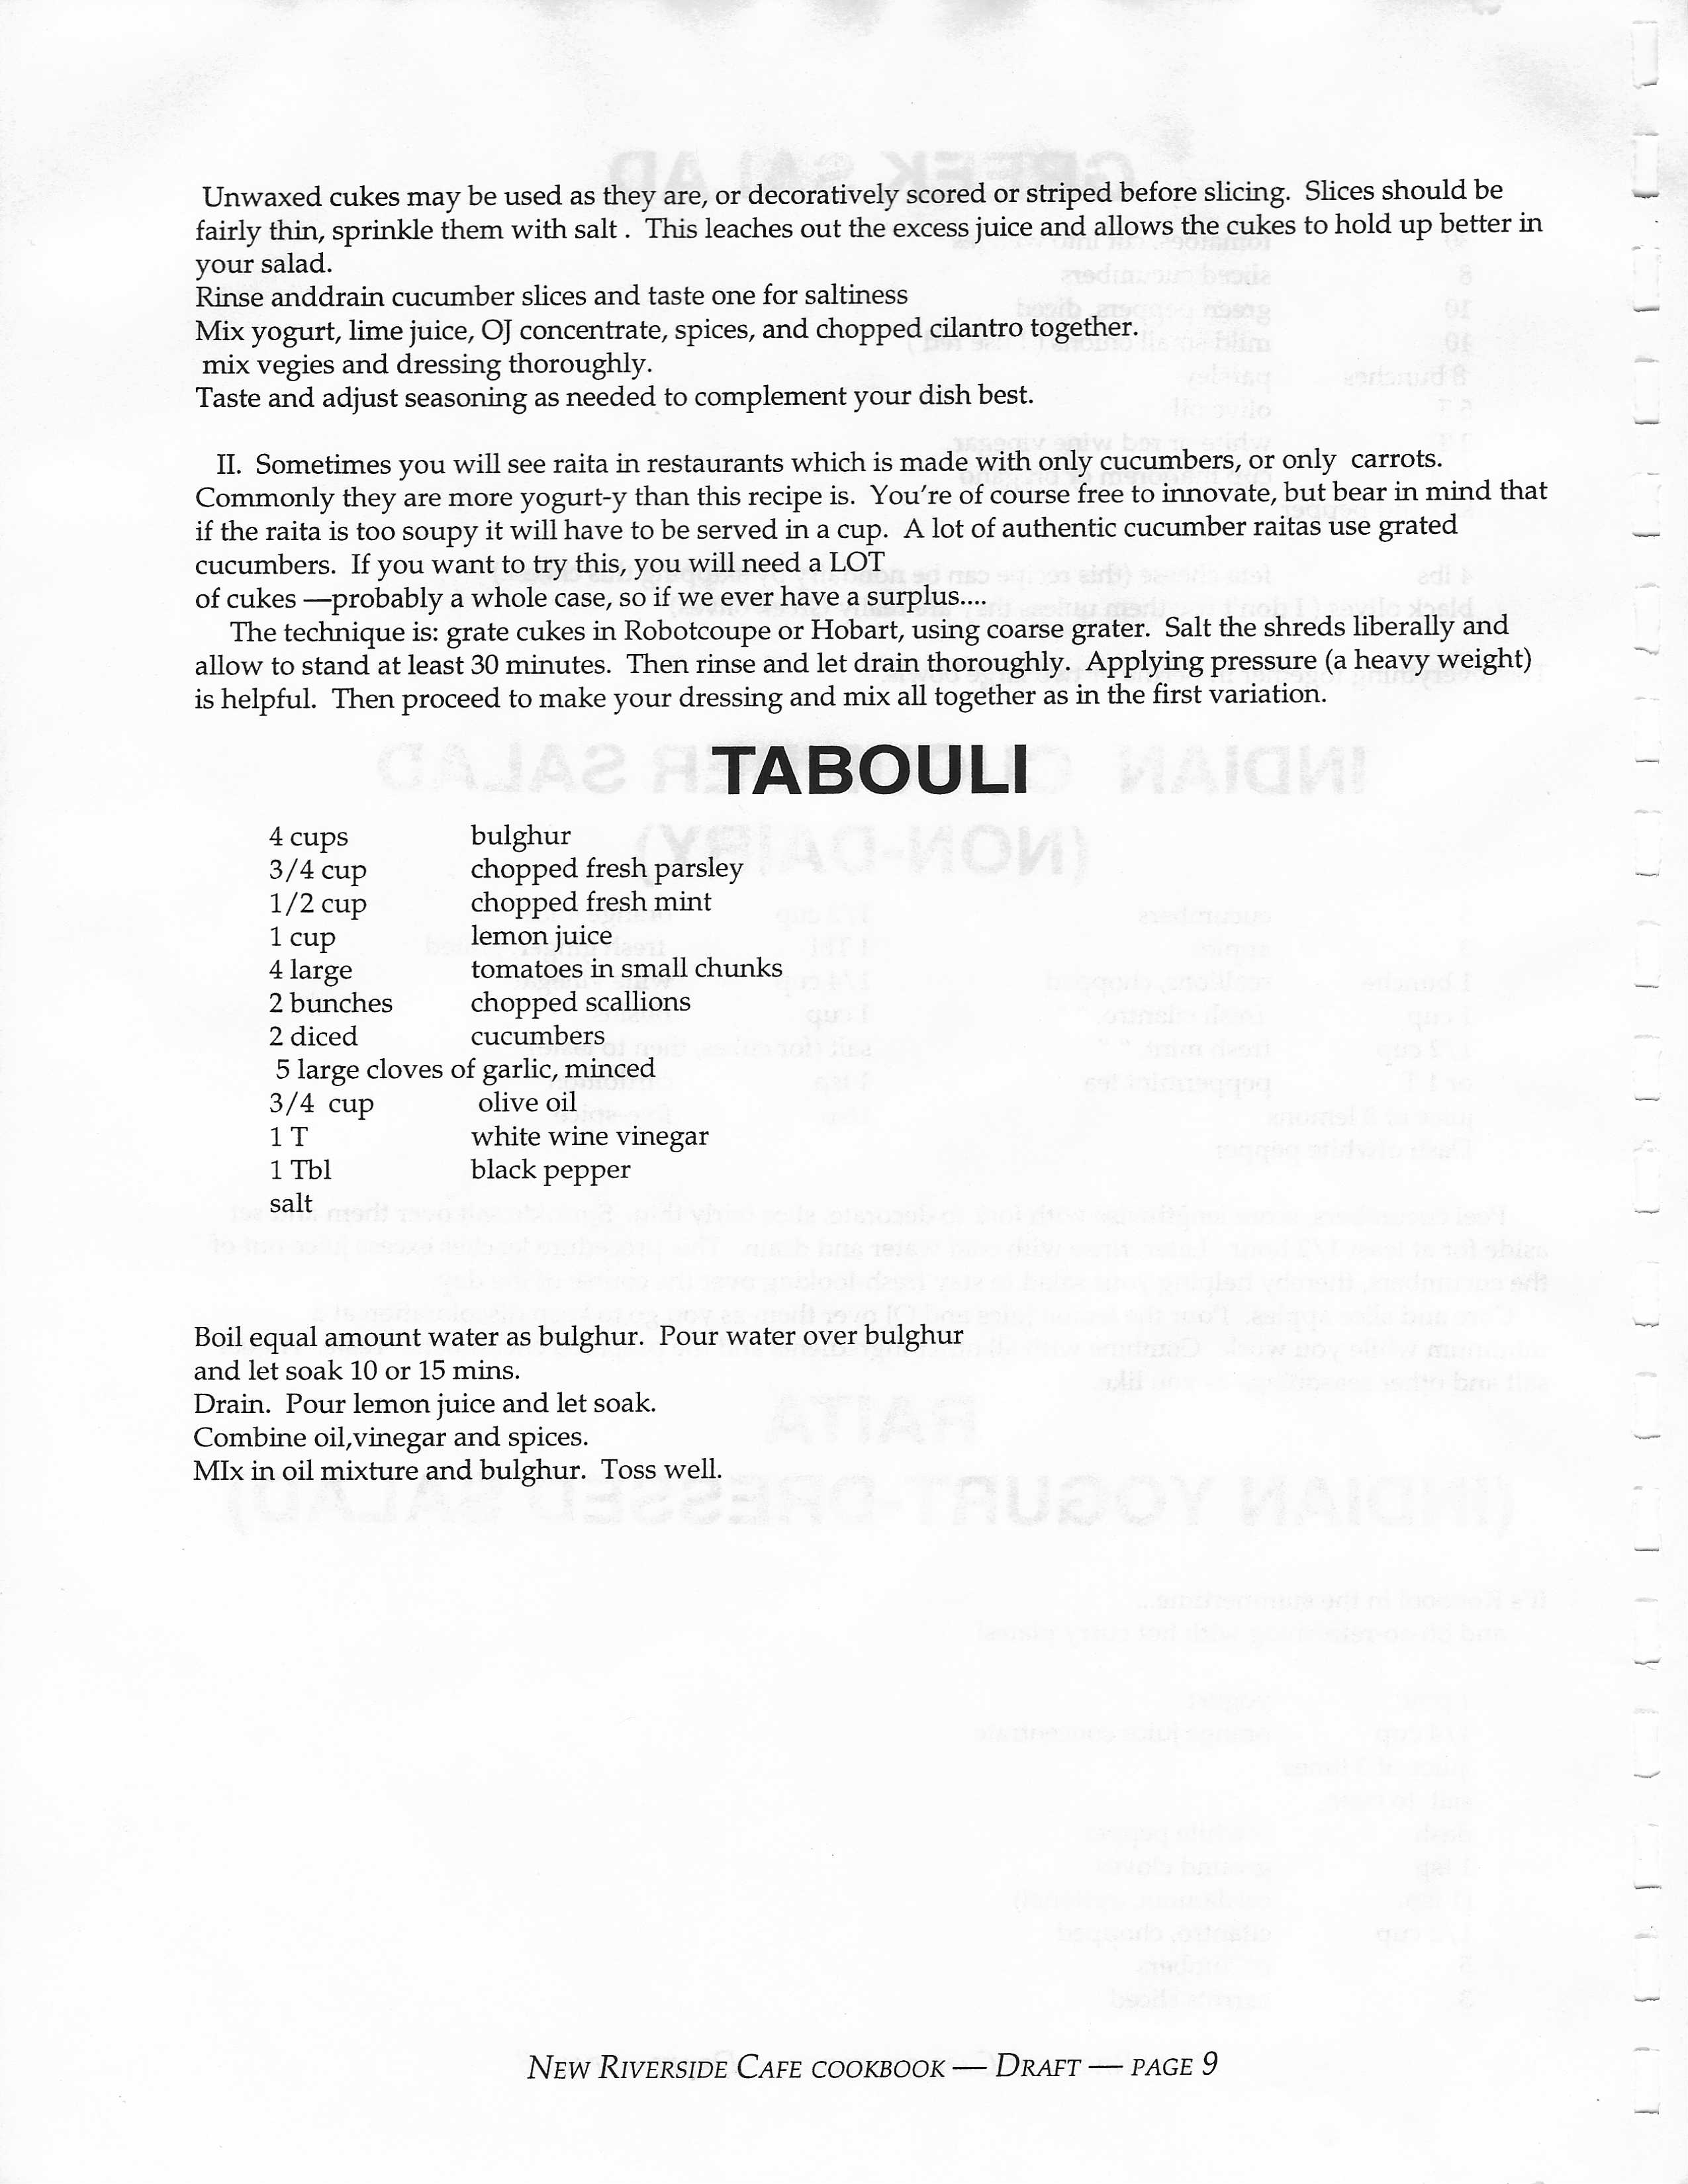 Unwaxed cukes may be used as they are, or decoratively scored or striped before slicing. Slices should be
fairly thin, sprinkle them with salt . This leaches out the excess juice and allows the cukes to hold up better in
your salad.
Rinse anddrain cucumber slices and taste one for saltiness
Mix yogurt, lime juice, OJ concentrate, spices, and chopped cilantro together.
mix vegies and dressing thoroughly.
Taste and adjust seasoning as needed to complement your dish best.
II. Sometimes you will see raita in restaurants which is made with only cucumbers, or only carrots.
Commonly they are more yogurt-y than this recipe is. You're of course free to innovate, but bear in mind that
if the raita is too soupy it will have to be served in a cup. A lot of authentic cucumber raitas use grated
cucumbers. If you want to try this, you will need a LOT
of cukes —probably a whole case, so if we ever have a surplus....
The technique is: grate cukes in Robotcoupe or Hobart, using coarse grater. Salt the shreds liberally and
allow to stand at least 30 minutes. Then rinse and let drain thoroughly. Applying pressure (a heavy weight)
is helpful. Then proceed to make your dressing and mix all together as in the first variation.
TABOULI
4 cups bulghur
3/4 cup chopped fresh parsley
1/2 cup chopped fresh mint
1 cup lemon juice
4 large tomatoes in small chunks
2 bunches chopped scallions
2 diced cucumbers
5 large cloves of garlic, minced
3/4 cup olive oil
1 T white wine vinegar
1 Tbl black pepper
salt
Boil equal amount water as bulghur. Pour water over bulghur
and let soak 10 or 15 mins.
Drain. Pour lemon juice and let soak.
Combine oil,vinegar and spices.
MIx in oil mixture and bulghur. Toss well.
NEW RIVERSIDE CAFE COOKBOOK — DRAFT — PAGE 9